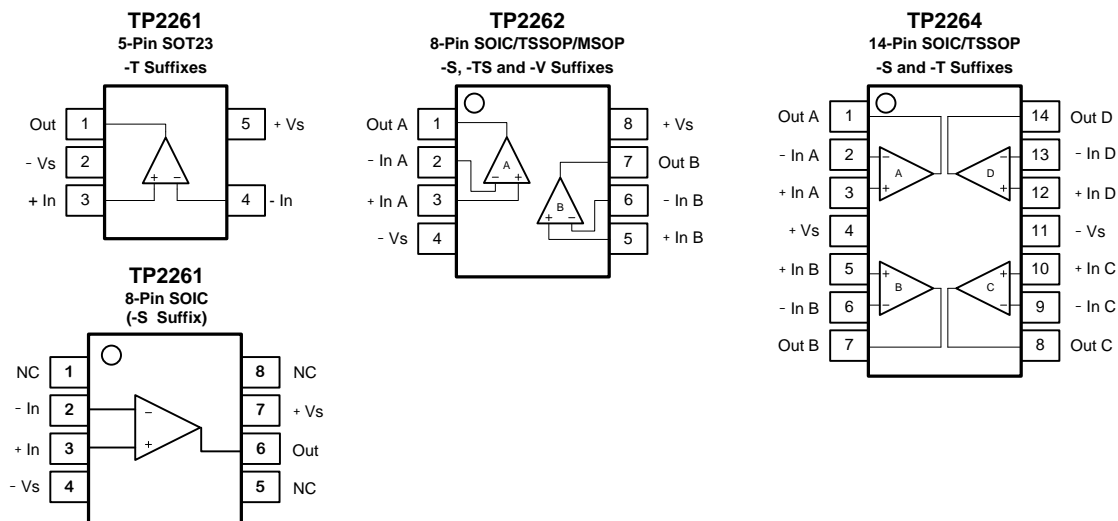 TP2261
5-Pin SOT23
-T Suffixes
Out 1 5 + Vs
- Vs 2
+ In 3 4 - In
+ -
TP2262
8-Pin SOIC/TSSOP/MSOP
-S, -TS and -V Suffixes
Out A 1 8 + Vs
- In A 2 7 Out B
+ In A 3 6 - In B
- Vs 4 5 + In B
A
- +
B
+ -
TP2264
14-Pin SOIC/TSSOP
-S and -T Suffixes
Out A 1 14 Out D
- In A 2 - - 13 - In D
A D
+ In A 3 + + 12 + In D
+ Vs 4 11 - Vs
+ In B 5 + + 10 + In C
B C
- In B 6 - - 9 - In C
Out B 7 8 Out C
TP2261
8-Pin SOIC
(-S Suffix)
NC 1 8 NC
- In 2 - 7 + Vs
+ In 3 + 6 Out
- Vs 4 5 NC